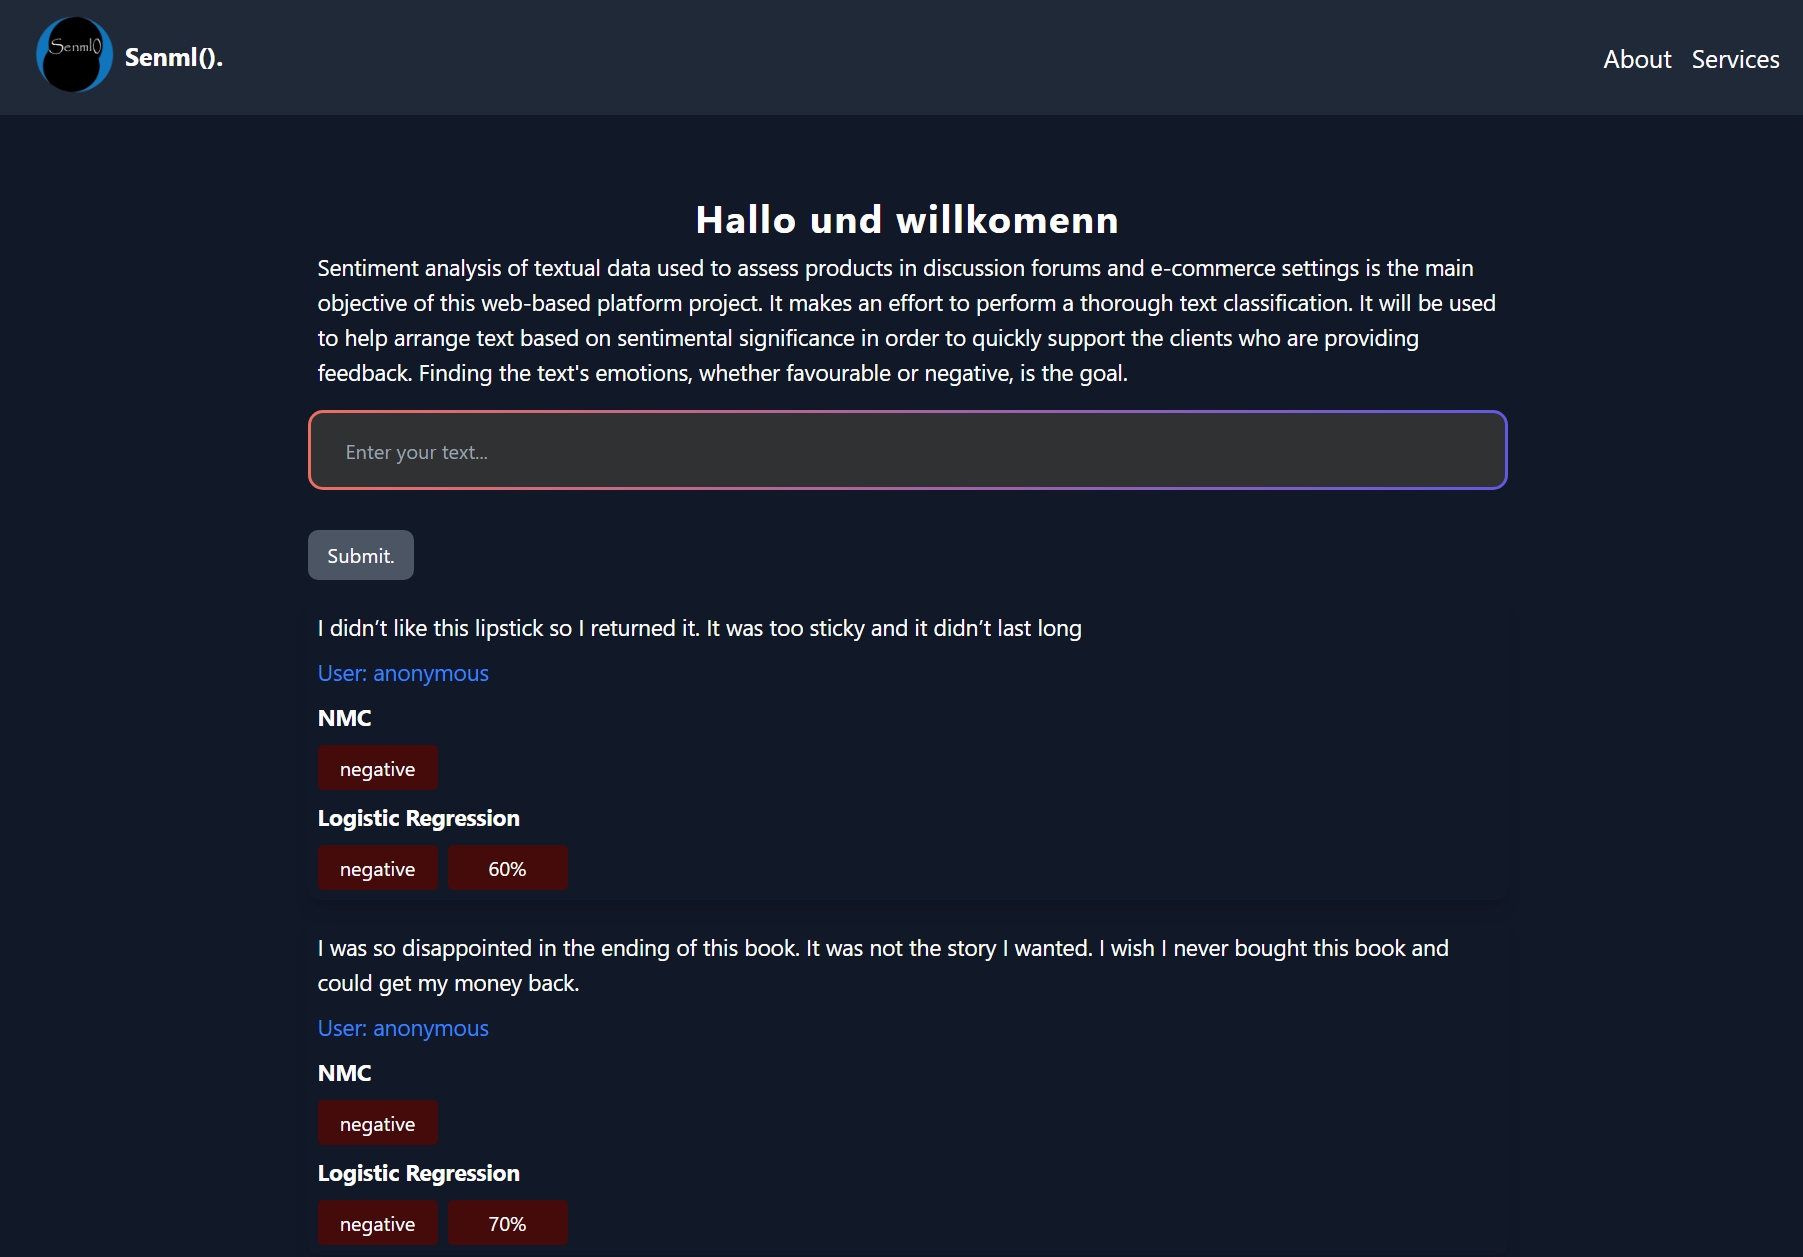 Senml()
Senml().
About Services
Hallo und willkomenn
Sentiment analysis of textual data used to assess products in discussion forums and e-commerce settings is the main
objective of this web-based platform project. It makes an effort to perform a thorough text classification. It will be used
to help arrange text based on sentimental significance in order to quickly support the clients who are providing
feedback. Finding the text's emotions, whether favourable or negative, is the goal.
Enter your text...
Submit.
I didn’t like this lipstick so I returned it. It was too sticky and it didn’t last long
User: anonymous
NMC
negative
Logistic Regression
negative 60%
I was so disappointed in the ending of this book. It was not the story I wanted. I wish I never bought this book and
could get my money back.
User: anonymous
NMC
negative
Logistic Regression
negative 70%